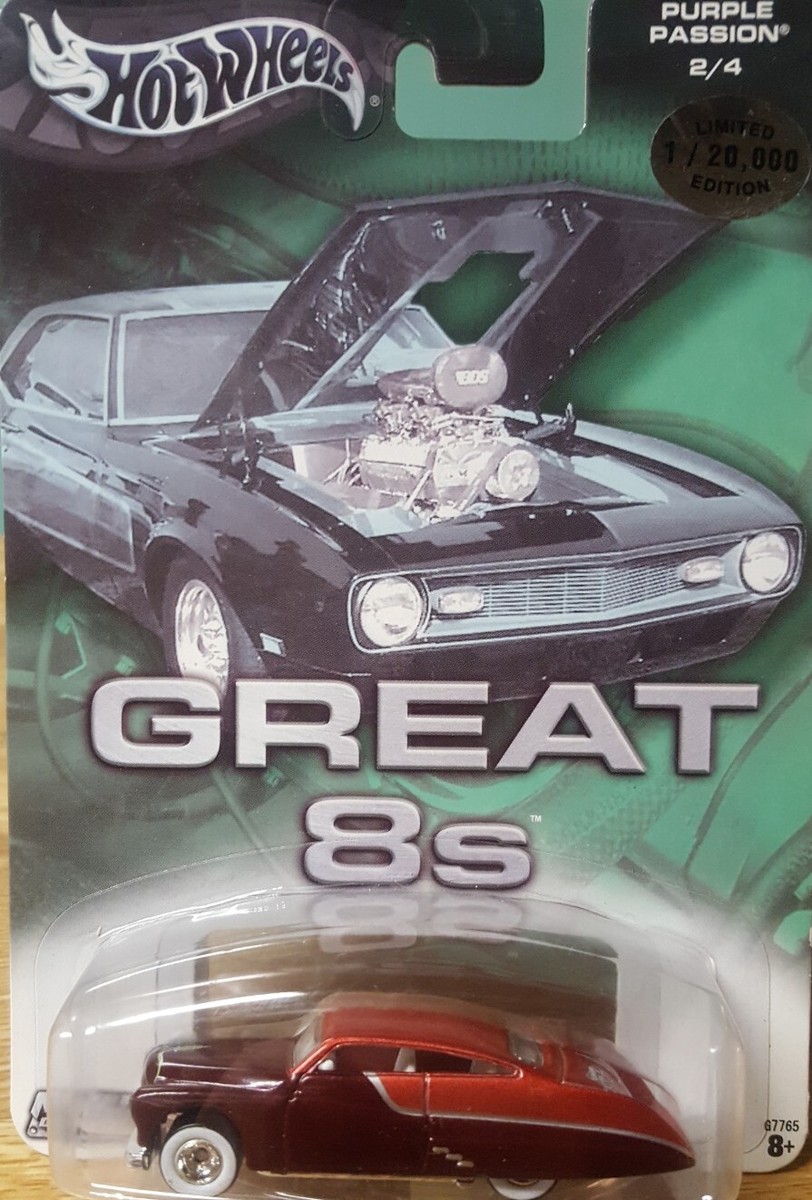 Hot Wheels®
PURPLE
PASSION®
2/4
LIMITED
1 / 20,000
EDITION
GREAT
8s™
G7765
8+